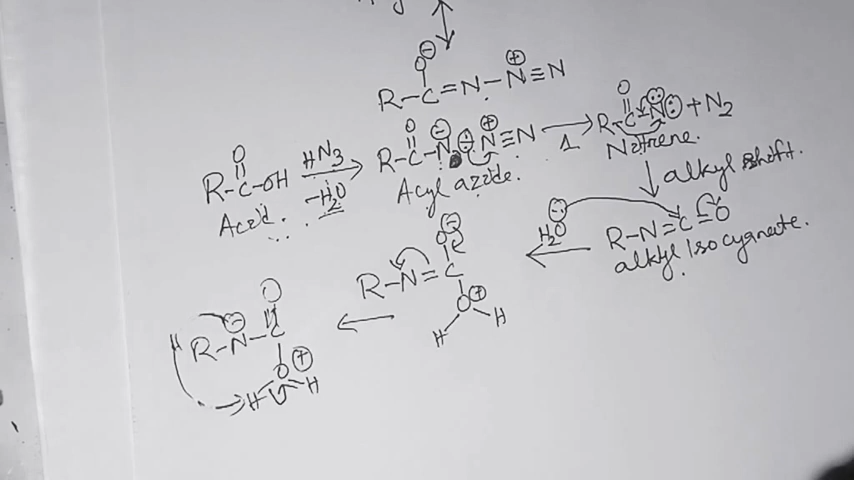 O⊖
R-C=N-N⊕≡N
O
R-C-OH
HN3
-H2O
Acid.
O
R-C-N⊖-N⊕≡N
Acyl azide.
Δ
O
R-C-N + N2
Nitrene.
alkyl shift.
R-N=C=O
alkyl isocyanate.
H2O
O⊖
R-N=C
O⊕
H H
O
R-N⊖-C
O⊕
H H
H